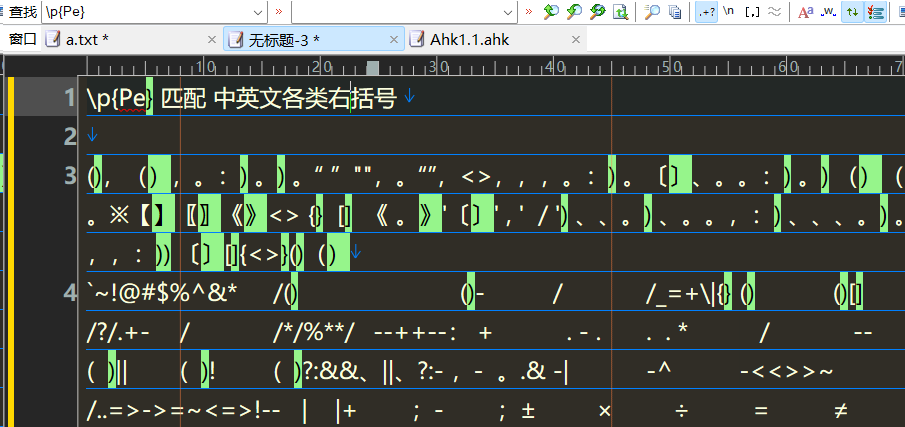 查找 \p{Pe} » » .+? \n [,] ≈ Aa .w.
窗口 a.txt * × 无标题-3 * × Ahk1.1.ahk ×
10 20 30 40 50 60 70
1 \p{Pe} 匹配 中英文各类右括号↓
2 ↓
3 (), （）, 。: )。)。“ ” "", 。“”, <>, , , 。: )。〔〕、。。: )。) （）（
。※【】〖〗《》<> {} [] 《 。》'〔〕', ' / ')、、。)、。。, : )、、、。)。
, , : )) 〔〕[]{<>}() （）↓
4 `~!@#$%^&* /() ()- / /_=+\|{} () ()[]
/?/.+- / /*/%**/ --++--: + . - . . . * / --
( )|| ( )! ( )?:&&、||、?:- , - 。.& -| -^ -<<>>~
/..=>->=~<=>!-- | |+ ; - ; ± × ÷ = ≠